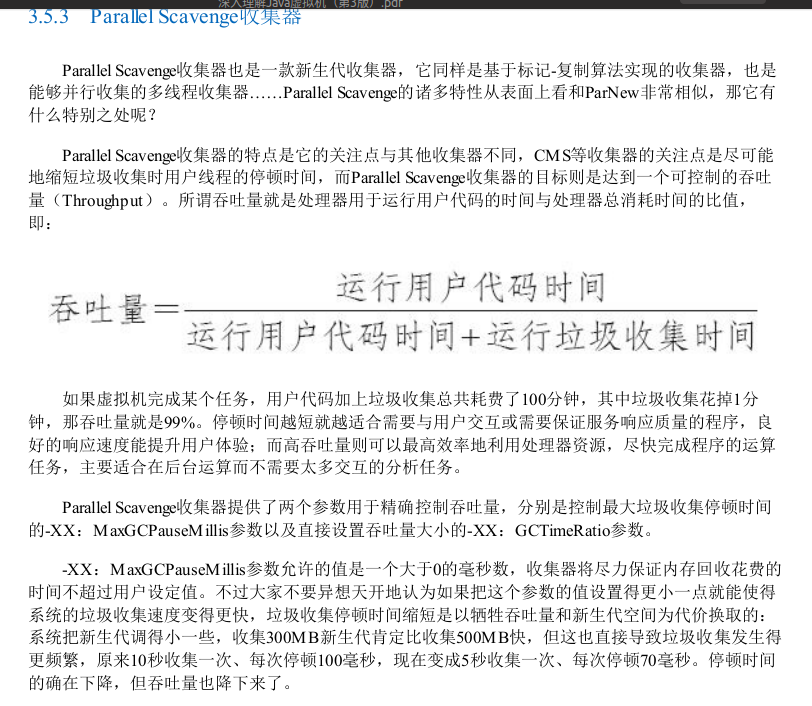 深入理解Java虚拟机（第3版）.pdf
3.5.3 Parallel Scavenge收集器
Parallel Scavenge收集器也是一款新生代收集器，它同样是基于标记-复制算法实现的收集器，也是
能够并行收集的多线程收集器……Parallel Scavenge的诸多特性从表面上看和ParNew非常相似，那它有
什么特别之处呢？
Parallel Scavenge收集器的特点是它的关注点与其他收集器不同，CMS等收集器的关注点是尽可能
地缩短垃圾收集时用户线程的停顿时间，而Parallel Scavenge收集器的目标则是达到一个可控制的吞吐
量（Throughput）。所谓吞吐量就是处理器用于运行用户代码的时间与处理器总消耗时间的比值，
即：
运行用户代码时间
吞吐量=
运行用户代码时间+运行垃圾收集时间
如果虚拟机完成某个任务，用户代码加上垃圾收集总共耗费了100分钟，其中垃圾收集花掉1分
钟，那吞吐量就是99%。停顿时间越短就越适合需要与用户交互或需要保证服务响应质量的程序，良
好的响应速度能提升用户体验；而高吞吐量则可以最高效率地利用处理器资源，尽快完成程序的运算
任务，主要适合在后台运算而不需要太多交互的分析任务。
Parallel Scavenge收集器提供了两个参数用于精确控制吞吐量，分别是控制最大垃圾收集停顿时间
的-XX：MaxGCPauseMillis参数以及直接设置吞吐量大小的-XX：GCTimeRatio参数。
-XX：MaxGCPauseMillis参数允许的值是一个大于0的毫秒数，收集器将尽力保证内存回收花费的
时间不超过用户设定值。不过大家不要异想天开地认为如果把这个参数的值设置得更小一点就能使得
系统的垃圾收集速度变得更快，垃圾收集停顿时间缩短是以牺牲吞吐量和新生代空间为代价换取的：
系统把新生代调得小一些，收集300MB新生代肯定比收集500MB快，但这也直接导致垃圾收集发生得
更频繁，原来10秒收集一次、每次停顿100毫秒，现在变成5秒收集一次、每次停顿70毫秒。停顿时间
的确在下降，但吞吐量也降下来了。